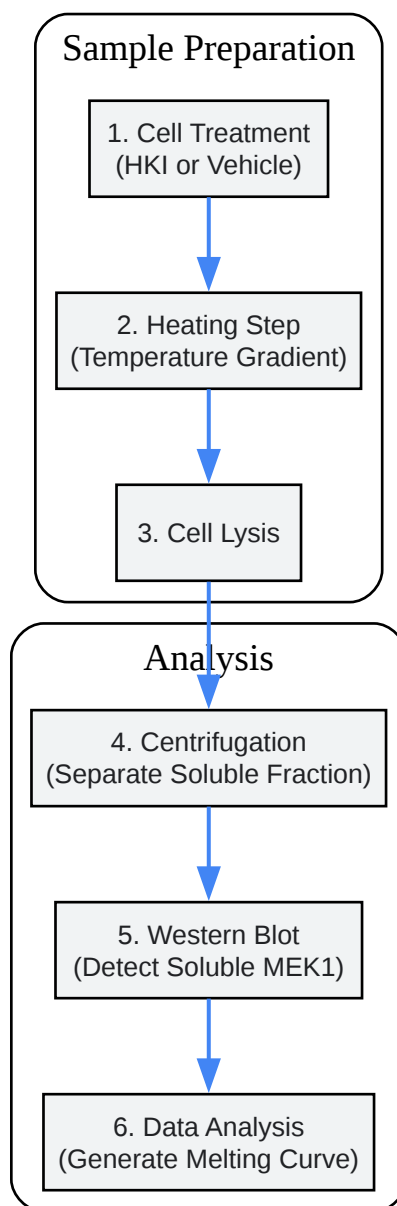 Sample Preparation
1. Cell Treatment
(HKI or Vehicle)
2. Heating Step
(Temperature Gradient)
3. Cell Lysis
Analysis
4. Centrifugation
(Separate Soluble Fraction)
5. Western Blot
(Detect Soluble MEK1)
6. Data Analysis
(Generate Melting Curve)